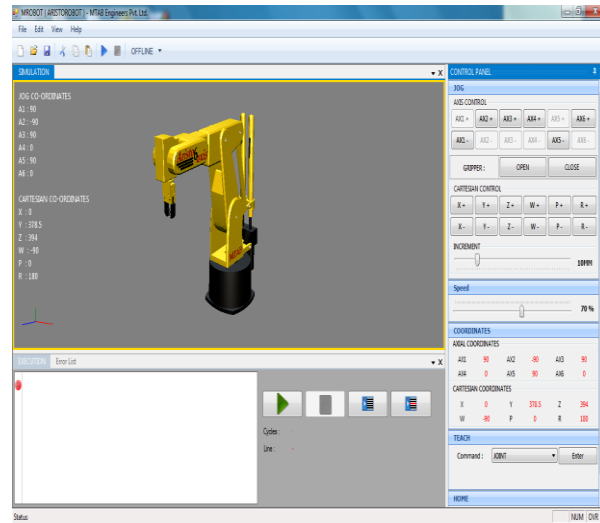 MROBOT ( ARISTOROBOT ) - MTAB Engineers Pvt. Ltd.
File Edit View Help
OFFLINE
SIMULATION
JOG CO-ORDINATES
A1 : 90
A2 : -90
A3 : 90
A4 : 0
A5 : 90
A6 : 0
CARTESIAN CO-ORDINATES
X : 0
Y : 378.5
Z : 394
W : -90
P : 0
R : 180
EXECUTION Error List
Cycles : -
Line : -
CONTROL PANEL
JOG
AXIS CONTROL
AX1 + AX2 + AX3 + AX4 + AX5 + AX6 +
AX1 - AX2 - AX3 - AX4 - AX5 - AX6 -
GRIPPER : OPEN CLOSE
CARTESIAN CONTROL
X + Y + Z + W + P + R +
X - Y - Z - W - P - R -
INCREMENT
10MM
Speed
70 %
COORDINATES
AXIAL COORDINATES
AX1 90 AX2 -90 AX3 90
AX4 0 AX5 90 AX6 0
CARTESIAN COORDINATES
X 0 Y 378.5 Z 394
W -90 P 0 R 180
TEACH
Command : JOINT Enter
HOME
Status: NUM OVR